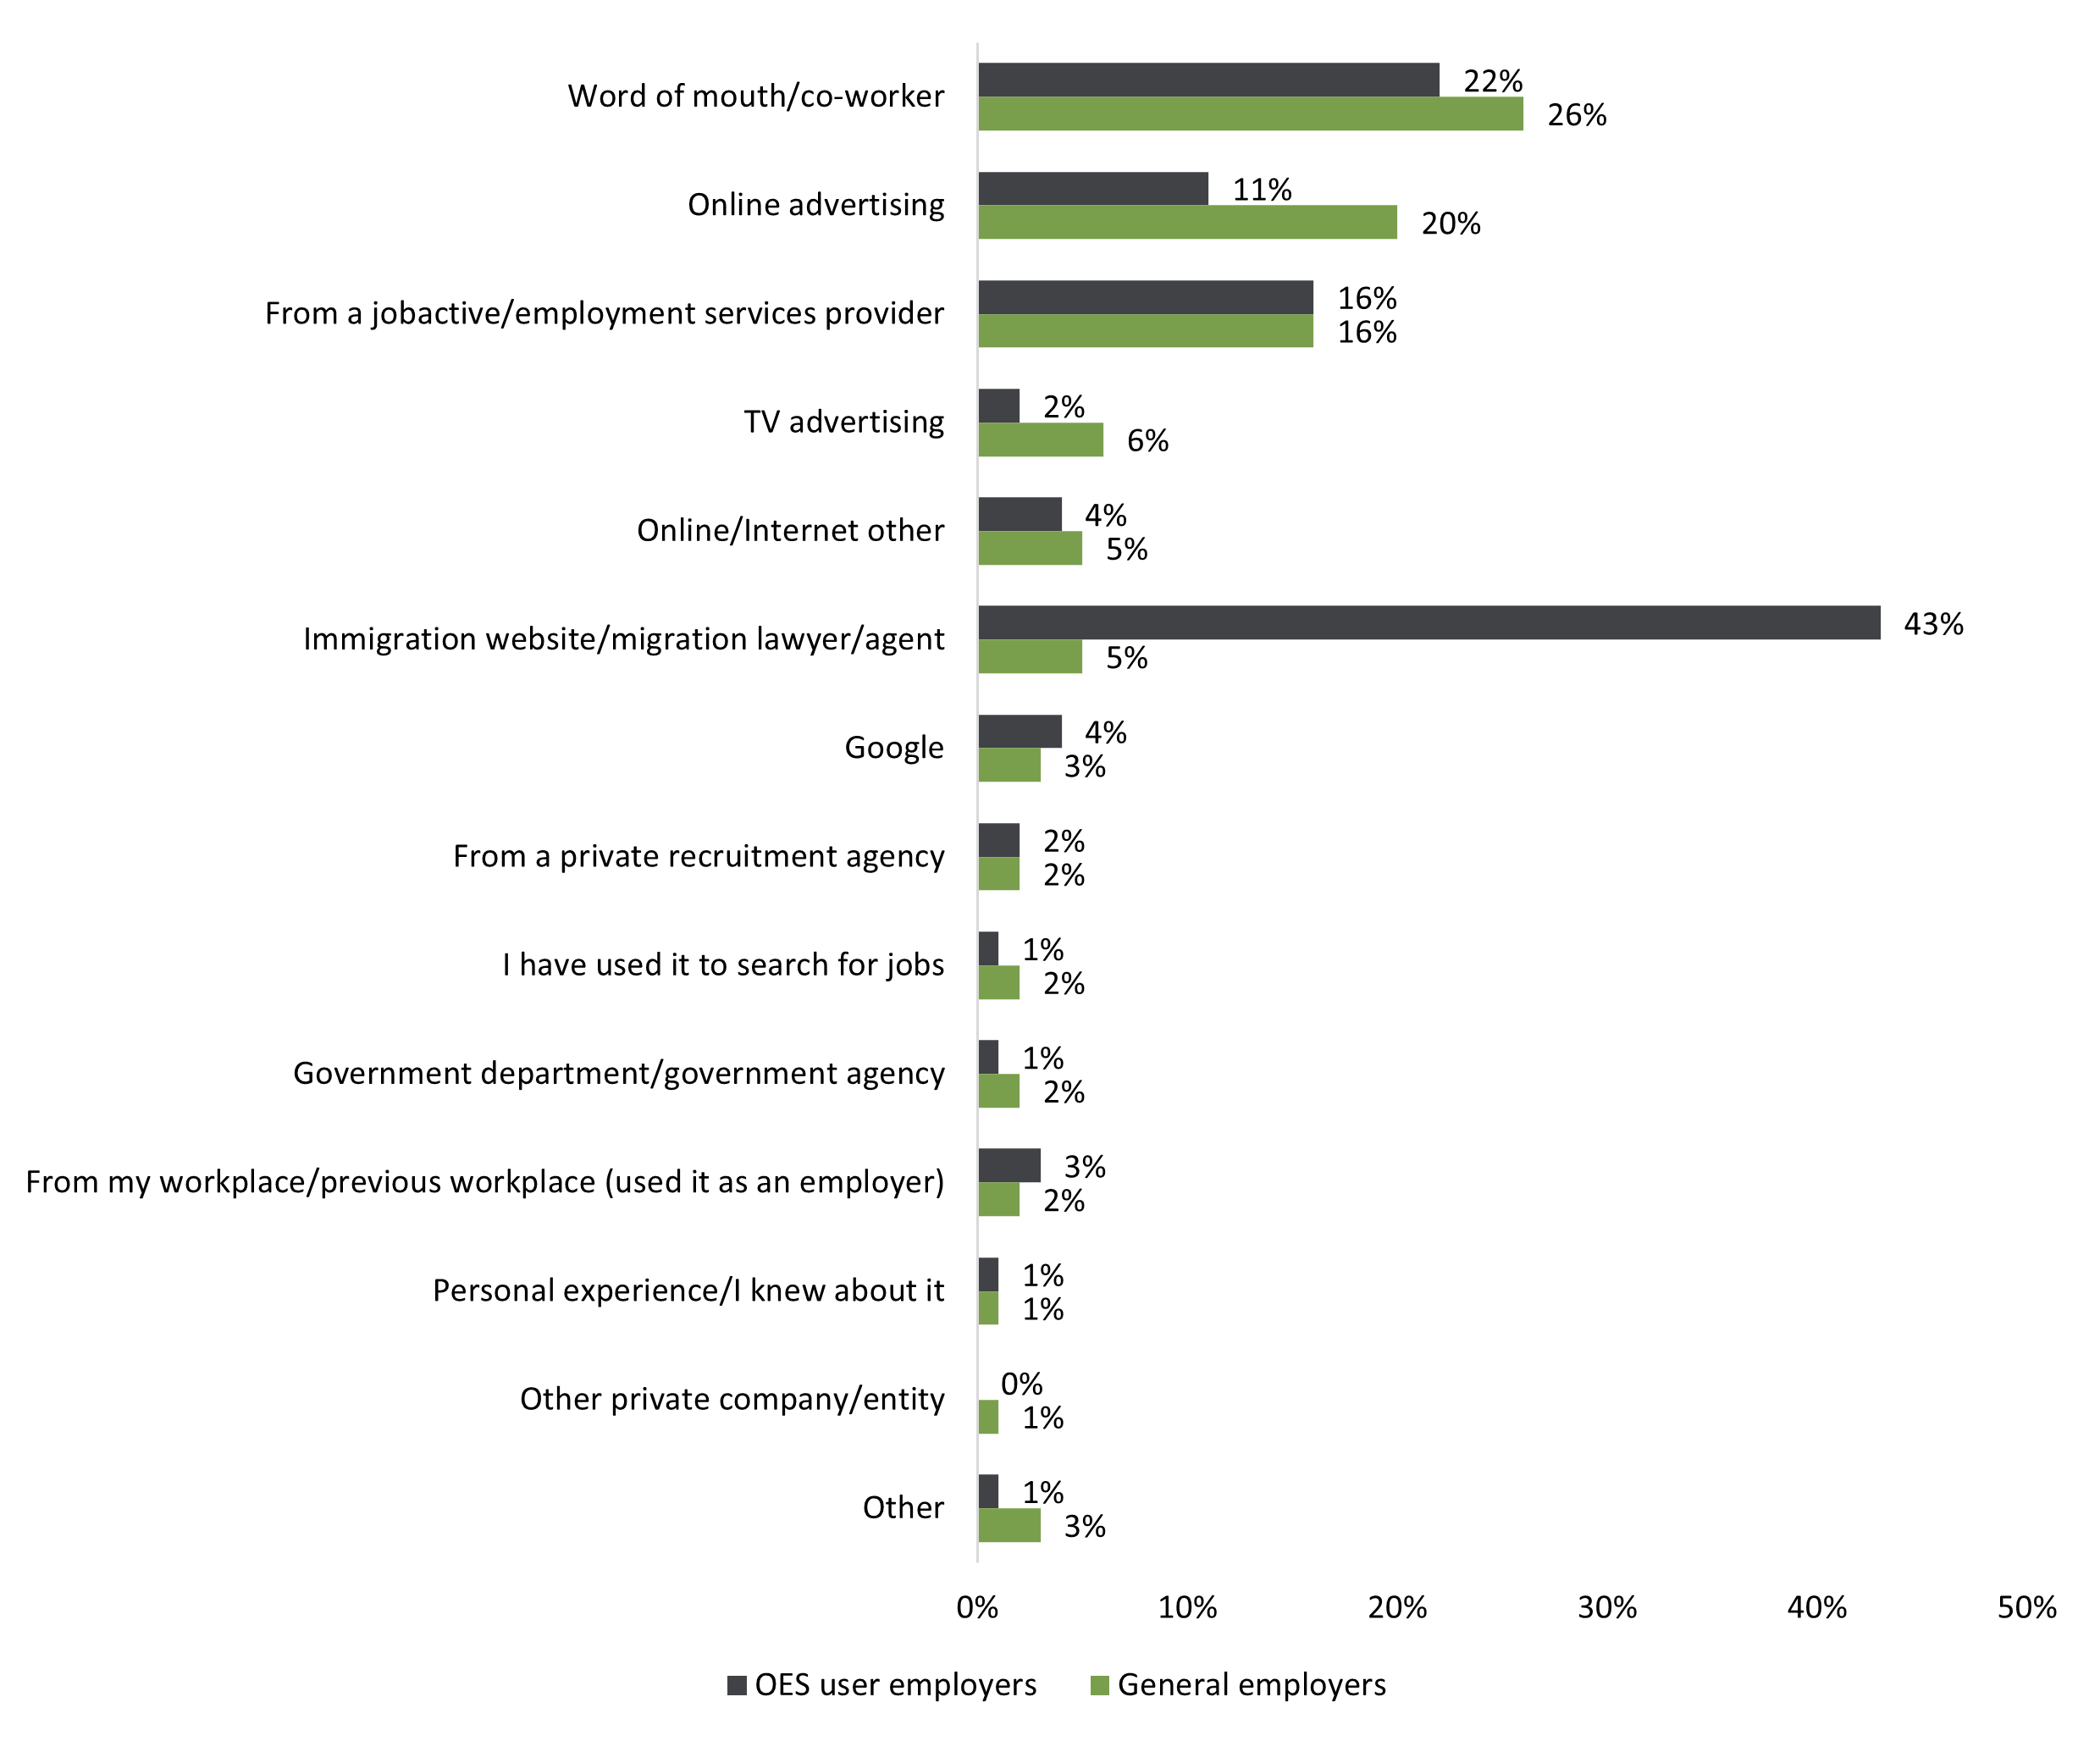 Word of mouth/co-worker
22%
26%
Online advertising
11%
20%
From a jobactive/employment services provider
16%
16%
TV advertising
2%
6%
Online/Internet other
4%
5%
Immigration website/migration lawyer/agent
43%
5%
Google
4%
3%
From a private recruitment agency
2%
2%
I have used it to search for jobs
1%
2%
Government department/government agency
1%
2%
From my workplace/previous workplace (used it as an employer)
3%
2%
Personal experience/I knew about it
1%
1%
Other private company/entity
0%
1%
Other
1%
3%
0% 10% 20% 30% 40% 50%
OES user employers General employers